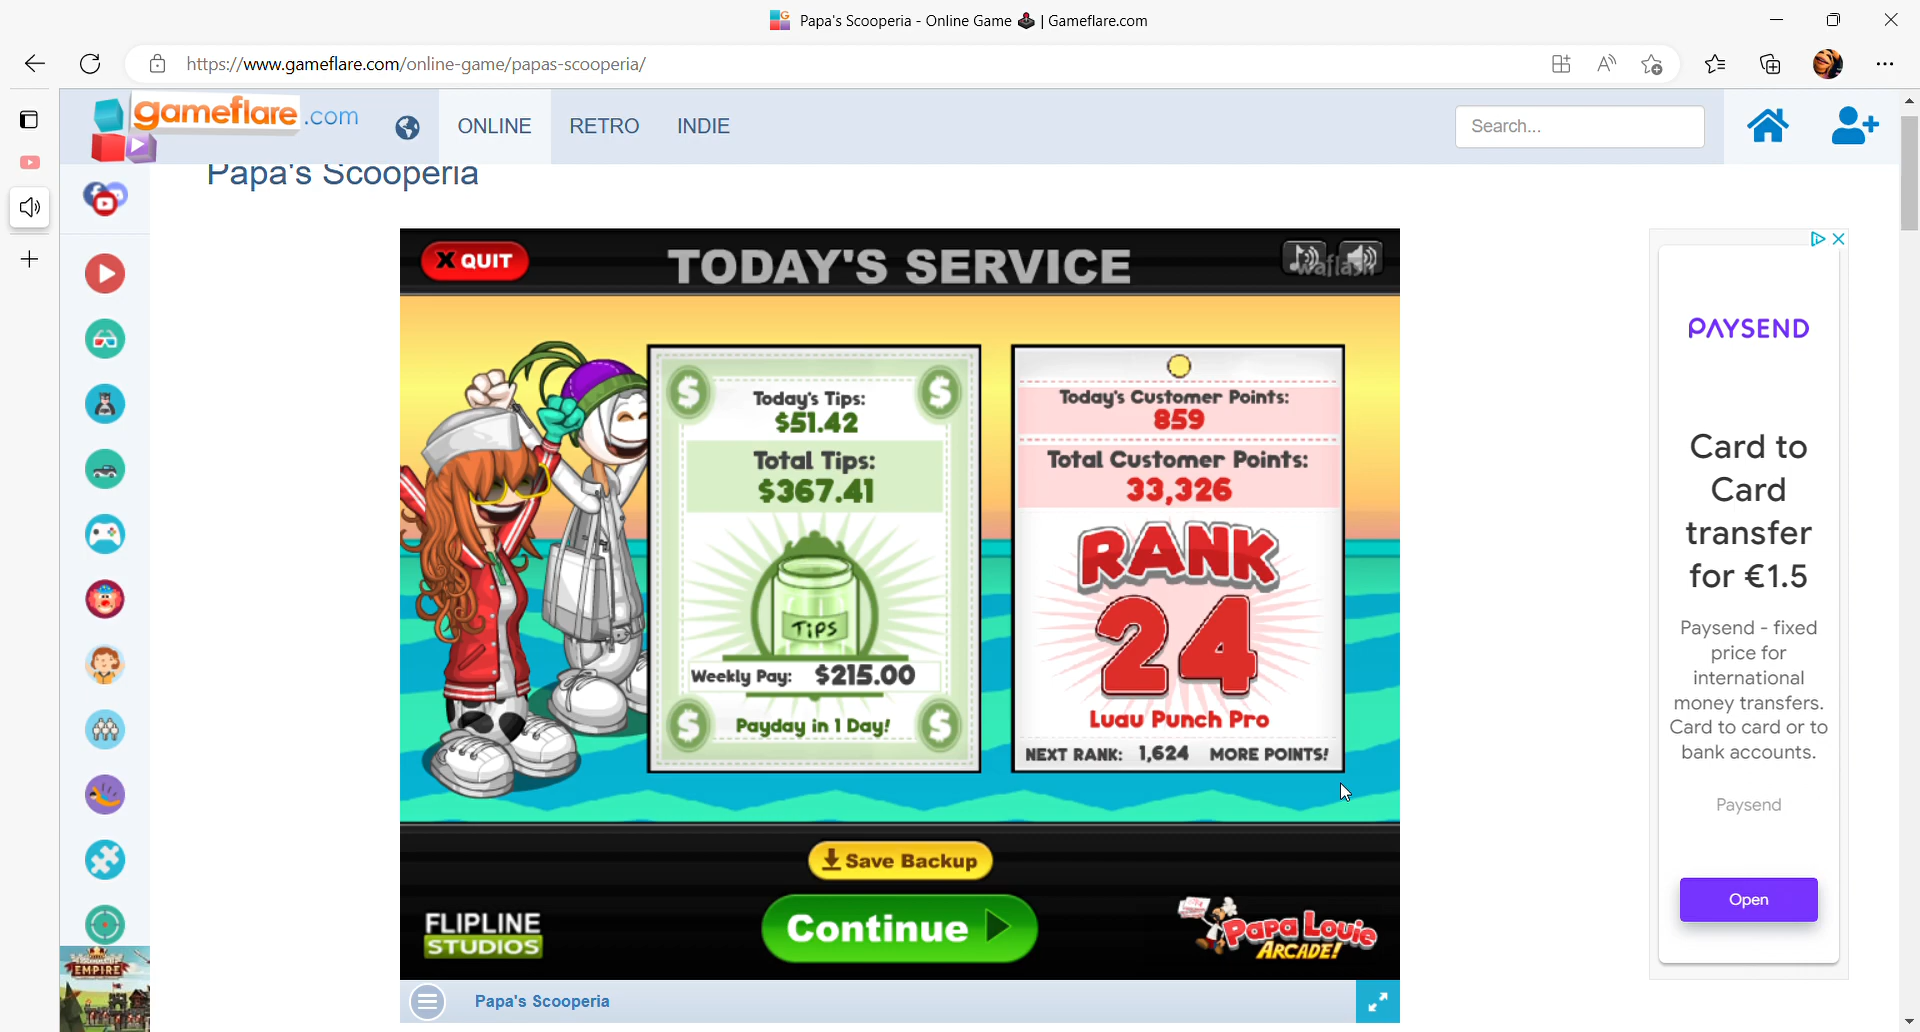 Papa's Scooperia - Online Game 🕹️ | Gameflare.com
https://www.gameflare.com/online-game/papas-scooperia/
gameflare.com
ONLINE
RETRO
INDIE
Search...
Papa's Scooperia
X QUIT
TODAY'S SERVICE
waflash
Today's Tips:
$51.42
Total Tips:
$367.41
TIPS
Weekly Pay: $215.00
Payday in 1 Day!
Today's Customer Points:
859
Total Customer Points:
33,326
RANK
24
Luau Punch Pro
NEXT RANK: 1,624 MORE POINTS!
Save Backup
Continue
FLIPLINE
STUDIOS
Papa Louie
ARCADE!
Papa's Scooperia
PAYSEND
Card to
Card
transfer
for €1.5
Paysend - fixed
price for
international
money transfers.
Card to card or to
bank accounts.
Paysend
Open
EMPIRE